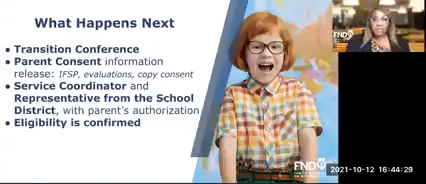 What Happens Next
● Transition Conference
● Parent Consent information
release: IFSP, evaluations, copy consent
● Service Coordinator and
Representative from the School
District, with parent's authorization
● Eligibility is confirmed
FND
FND
2021-10-12 16:44:29